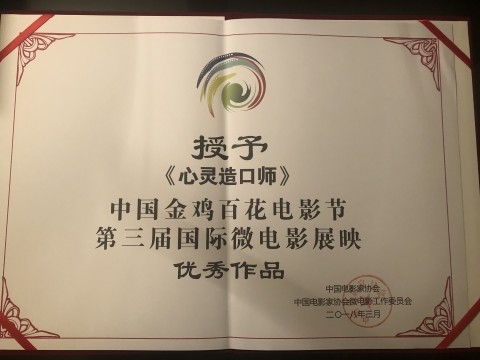 授予
《心灵造口师》
中国金鸡百花电影节
第三届国际微电影展映
优秀作品
中国电影家协会
中国电影家协会微电影工作委员会
二〇一八年三月